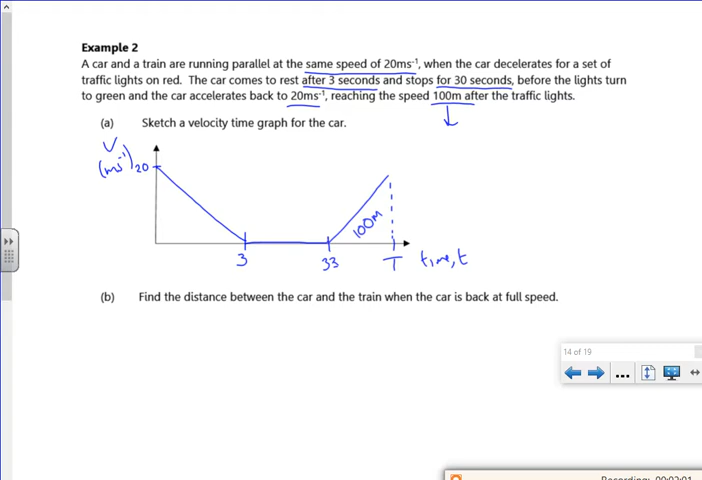 Example 2
A car and a train are running parallel at the same speed of 20ms⁻¹, when the car decelerates for a set of
traffic lights on red. The car comes to rest after 3 seconds and stops for 30 seconds, before the lights turn
to green and the car accelerates back to 20ms⁻¹, reaching the speed 100m after the traffic lights.
(a) Sketch a velocity time graph for the car.
V
(ms⁻¹)
20
100m
3
33
T
time, t
(b) Find the distance between the car and the train when the car is back at full speed.
14 of 19
...